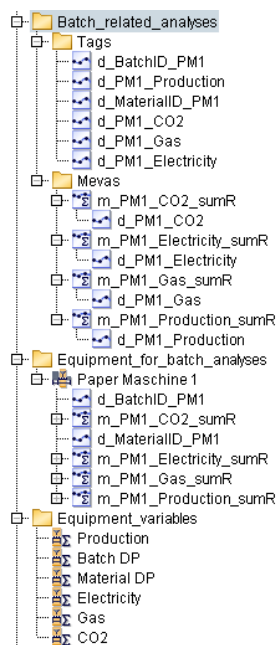 Batch_related_analyses
Tags
d_BatchID_PM1
d_PM1_Production
d_MaterialID_PM1
d_PM1_CO2
d_PM1_Gas
d_PM1_Electricity
Mevas
m_PM1_CO2_sumR
d_PM1_CO2
m_PM1_Electricity_sumR
d_PM1_Electricity
m_PM1_Gas_sumR
d_PM1_Gas
m_PM1_Production_sumR
d_PM1_Production
Equipment_for_batch_analyses
Paper Maschine 1
d_BatchID_PM1
m_PM1_CO2_sumR
d_MaterialID_PM1
m_PM1_Electricity_sumR
m_PM1_Gas_sumR
m_PM1_Production_sumR
Equipment_variables
Production
Batch DP
Material DP
Electricity
Gas
CO2